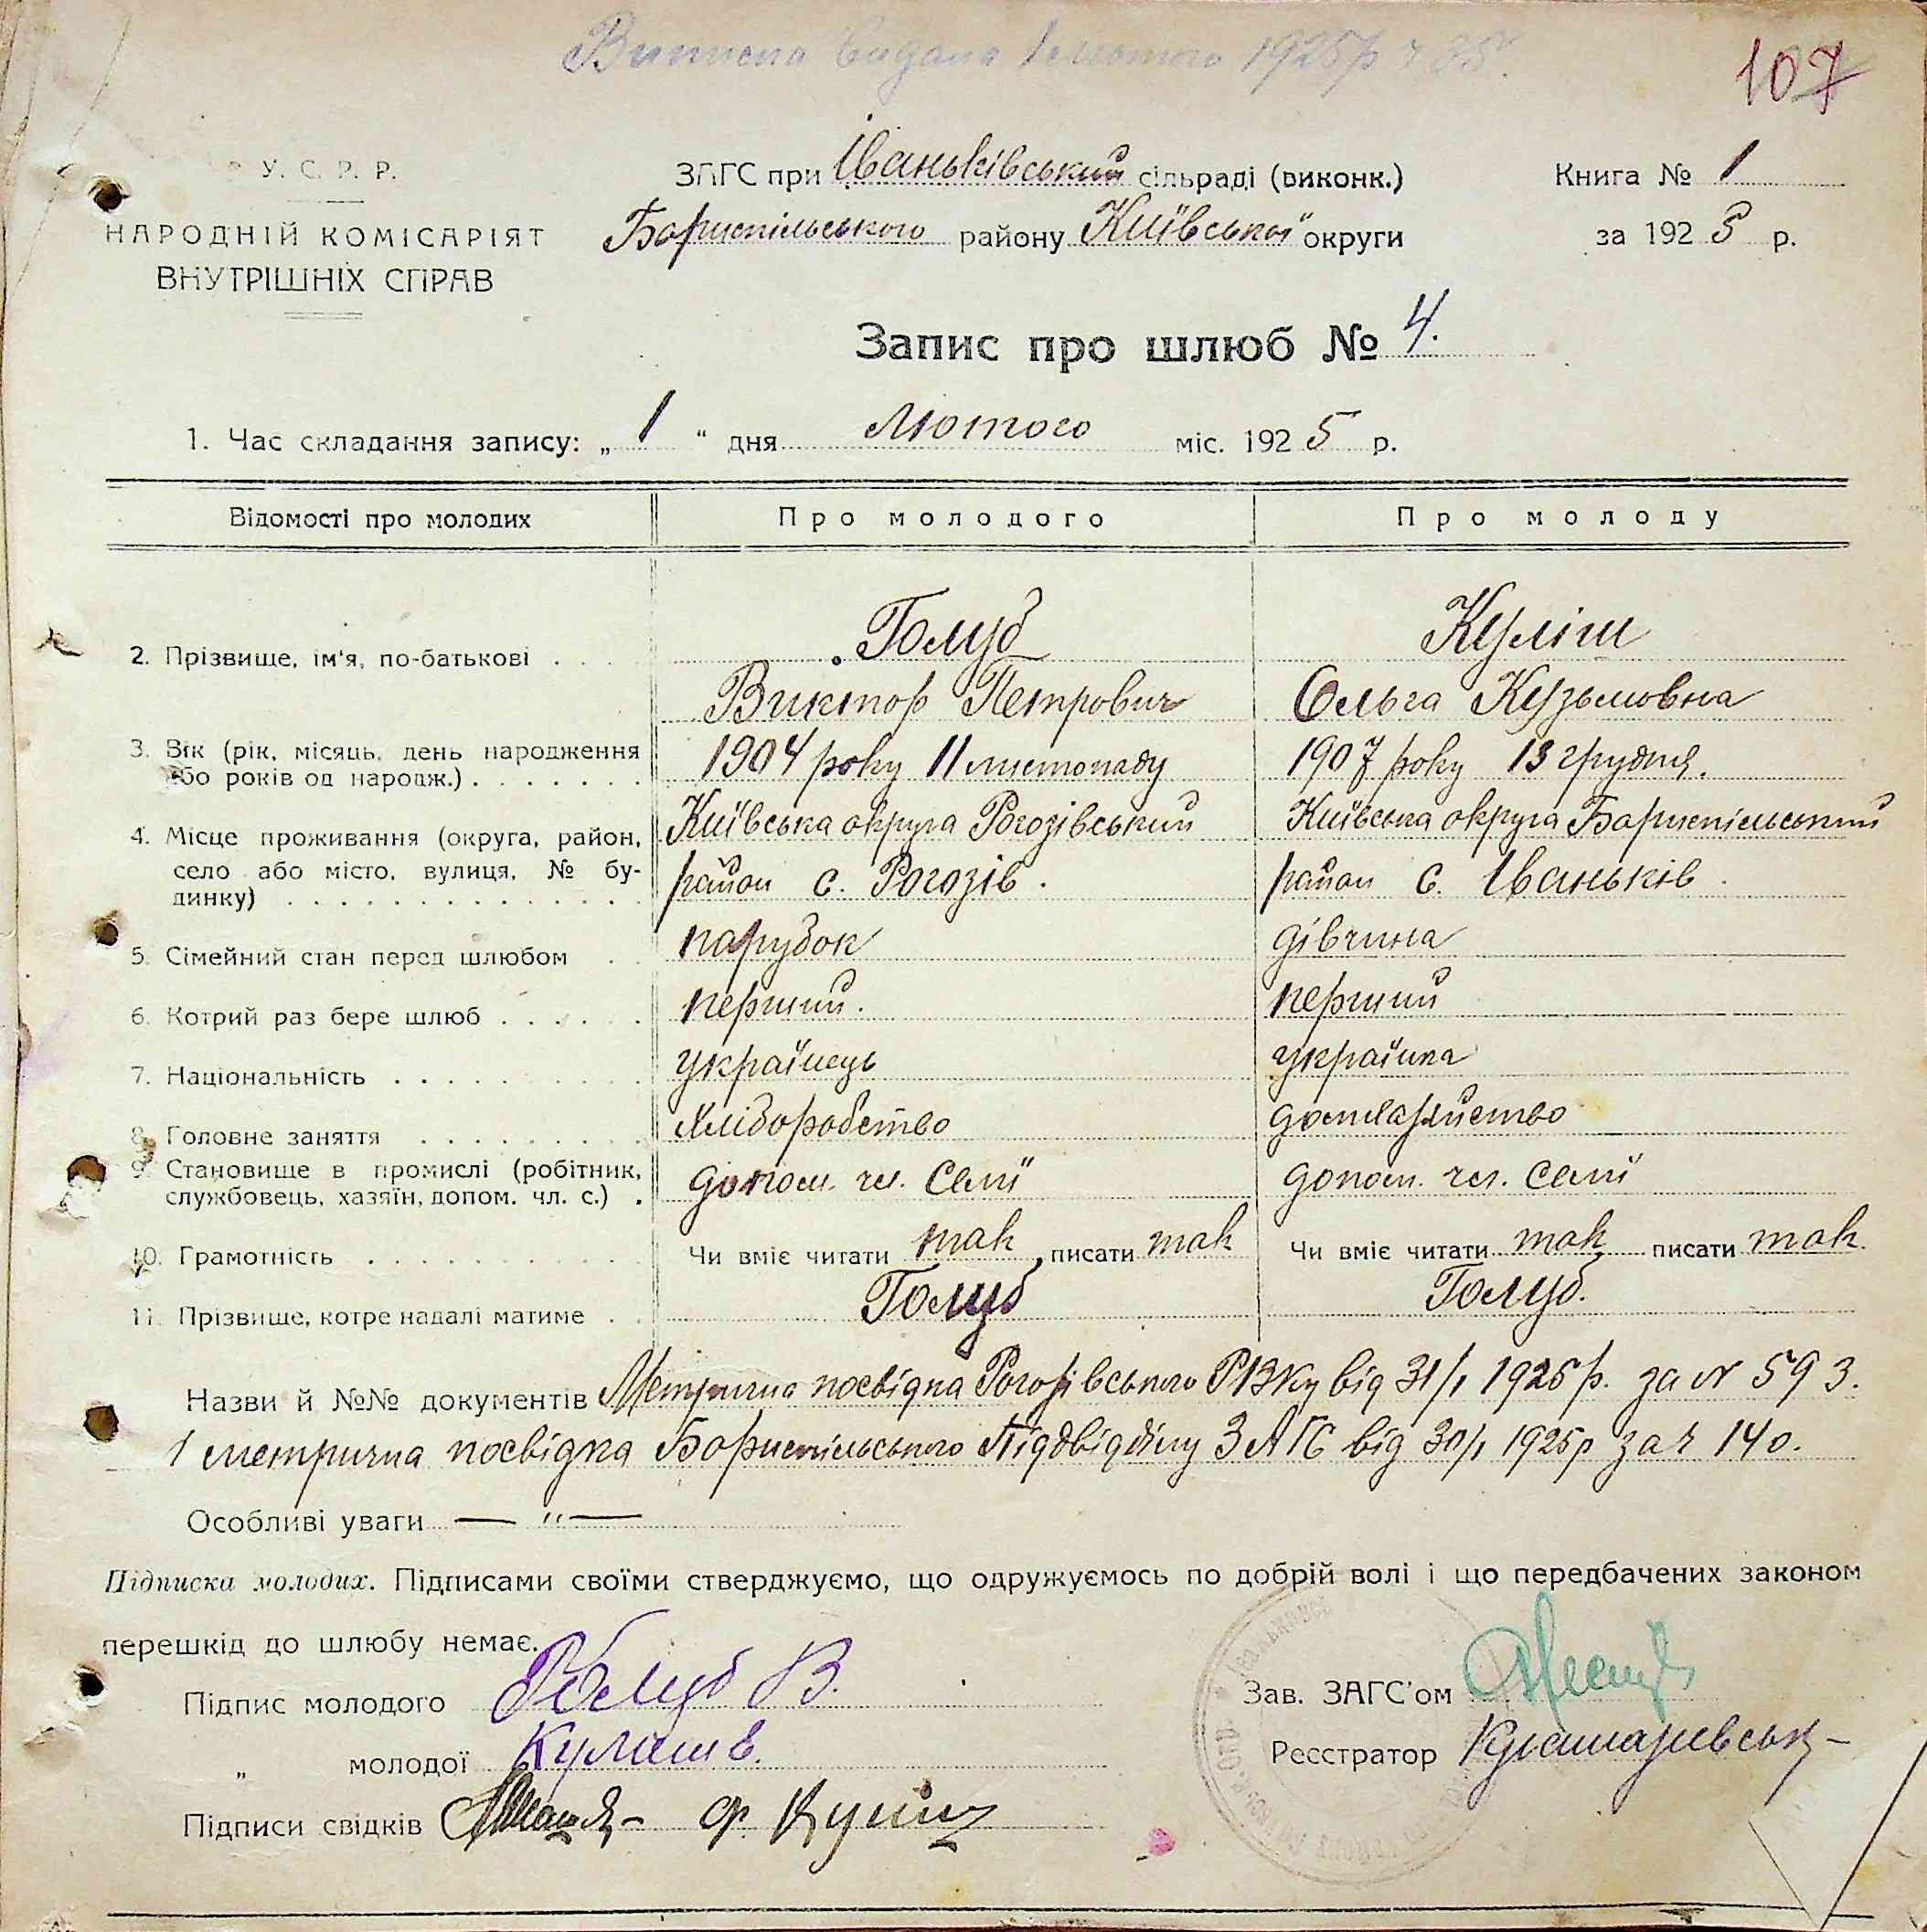 Виписка видана 1 лютого 1925р ч 35.
107
У. С. Р. Р.
НАРОДНІЙ КОМІСАРІЯТ
ВНУТРІШНІХ СПРАВ
ЗАГС при Іваньківський сільраді (виконк.)
Бориспільського району Київської округи
Книга № 1
за 1925 р.
Запис про шлюб № 4.
1. Час складання запису: „ 1 “ дня Лютого міс. 1925 р.
Відомості про молодих Про молодого Про молоду
2. Прізвище, ім'я, по-батькові
Голуб Куліш
Виктор Петрович Ольга Кузьмовна
3. Вік (рік, місяць, день народження або років од народж.)
1904 року 11 листопаду 1907 року 13 грудня.
4. Місце проживання (округа, район, село або місто, вулиця, № будинку)
Київська округа Рогозівський Київська округа Бориспільський
район с. Рогозів. район с. Іваньків.
5. Сімейний стан перед шлюбом парубок дівчина
6. Котрий раз бере шлюб перший. перший
7. Національність українець українка
8. Головне заняття хліборобство
9. Становище в промислі (робітник, службовець, хазяїн, допом. чл. с.) допом. чл. семї допом. чл. семї
10. Грамотність Чи вміє читати так, писати так Чи вміє читати так писати так.
11. Прізвище, котре надалі матиме Голуб Голуб.
Назви й №№ документів Метрична посвідка Рогозівського РВКу від 31/1 1925 р. за № 593.
і метрична посвідка Бориспільського Підвідділу ЗАГС від 30/1 1925р за ч 140.
Особливі уваги — " —
Підписка молодих. Підписами своїми стверджуємо, що одружуємось по добрій волі і що передбачених законом
перешкід до шлюбу немає.
Підпис молодого Голуб В.
„ молодої Кулиш
Підписи свідків
Зав. ЗАГС'ом
Реєстратор